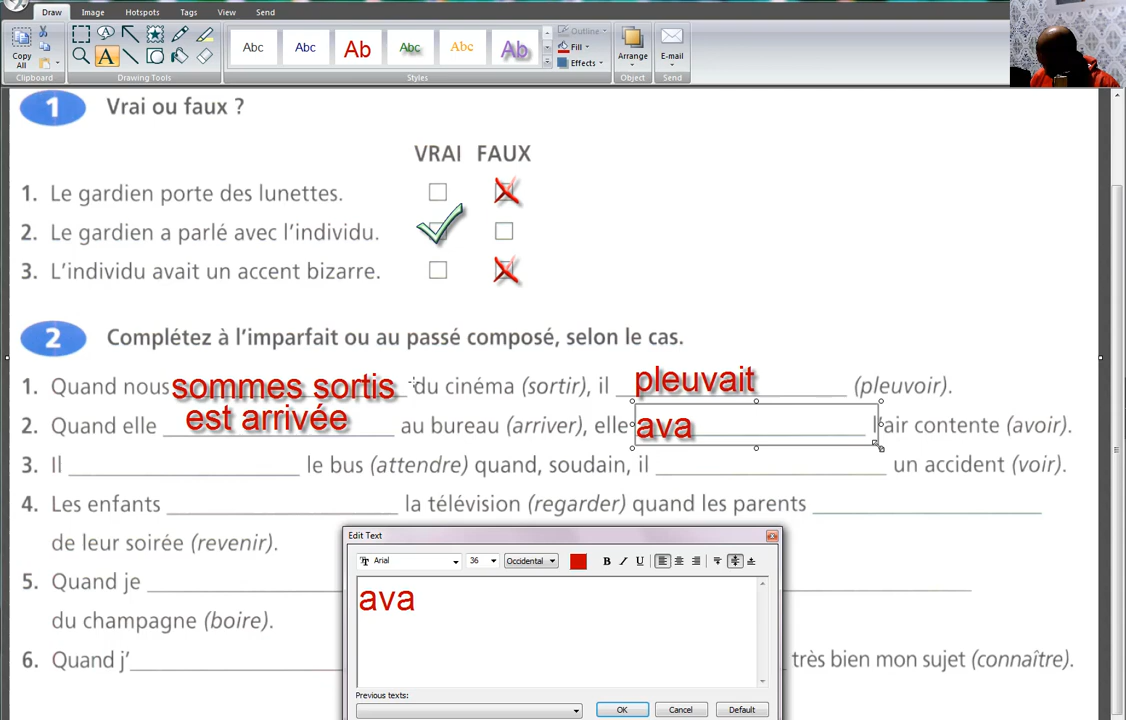 Draw Image Hotspots Tags View Send
Copy All
Clipboard
Drawing Tools
Abc Abc Ab Abc Abc Ab
Styles
Outline
Fill
Effects
Arrange
Object
E-mail
Send
1 Vrai ou faux ?
VRAI FAUX
1. Le gardien porte des lunettes.
2. Le gardien a parlé avec l'individu.
3. L'individu avait un accent bizarre.
2 Complétez à l'imparfait ou au passé composé, selon le cas.
1. Quand nous sommes sortis du cinéma (sortir), il pleuvait (pleuvoir).
2. Quand elle est arrivée au bureau (arriver), elle ava l'air contente (avoir).
3. Il ____ le bus (attendre) quand, soudain, il ____ un accident (voir).
4. Les enfants ____ la télévision (regarder) quand les parents ____
de leur soirée (revenir).
5. Quand je ____
du champagne (boire).
6. Quand j'____ très bien mon sujet (connaître).
Edit Text
Arial 36 Occidental B I U
ava
Previous texts:
OK Cancel Default